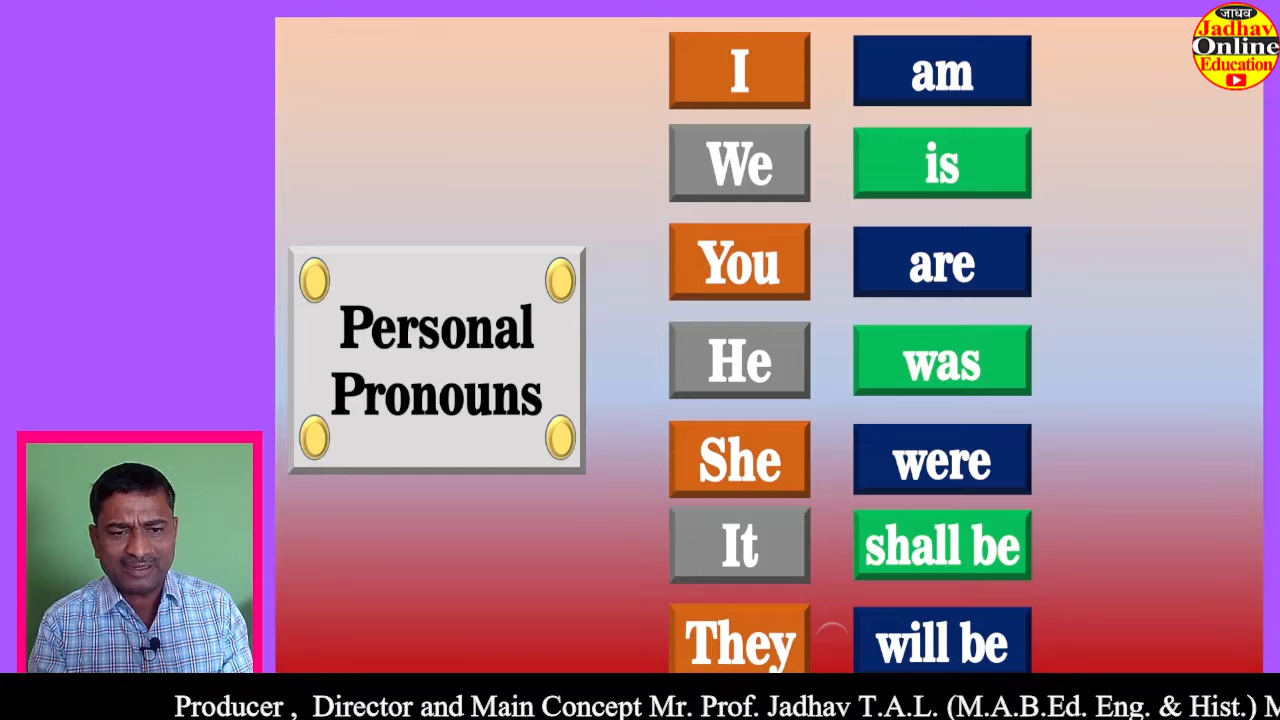 जाधव
Jadhav
Online
Education
I am
We is
You are
He was
She were
It shall be
They will be
Personal
Pronouns
Producer , Director and Main Concept Mr. Prof. Jadhav T.A.L. (M.A.B.Ed. Eng. & Hist.) M